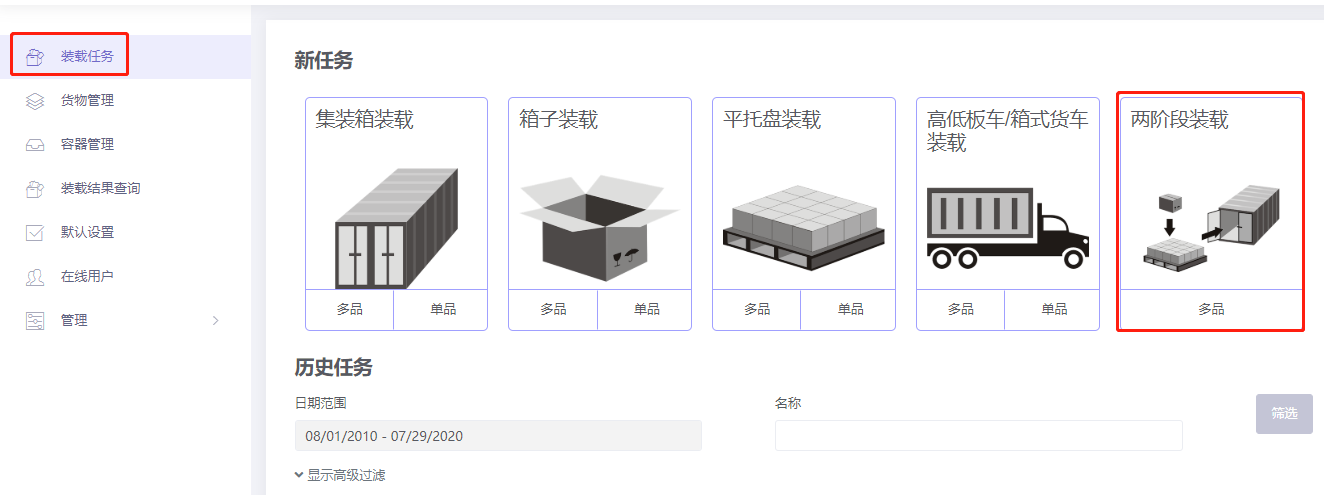 装载任务
货物管理
容器管理
装载结果查询
默认设置
在线用户
管理
新任务
集装箱装载
多品 单品
箱子装载
多品 单品
平托盘装载
多品 单品
高低板车/箱式货车
装载
多品 单品
两阶段装载
多品
历史任务
日期范围
08/01/2010 - 07/29/2020
名称
筛选
显示高级过滤